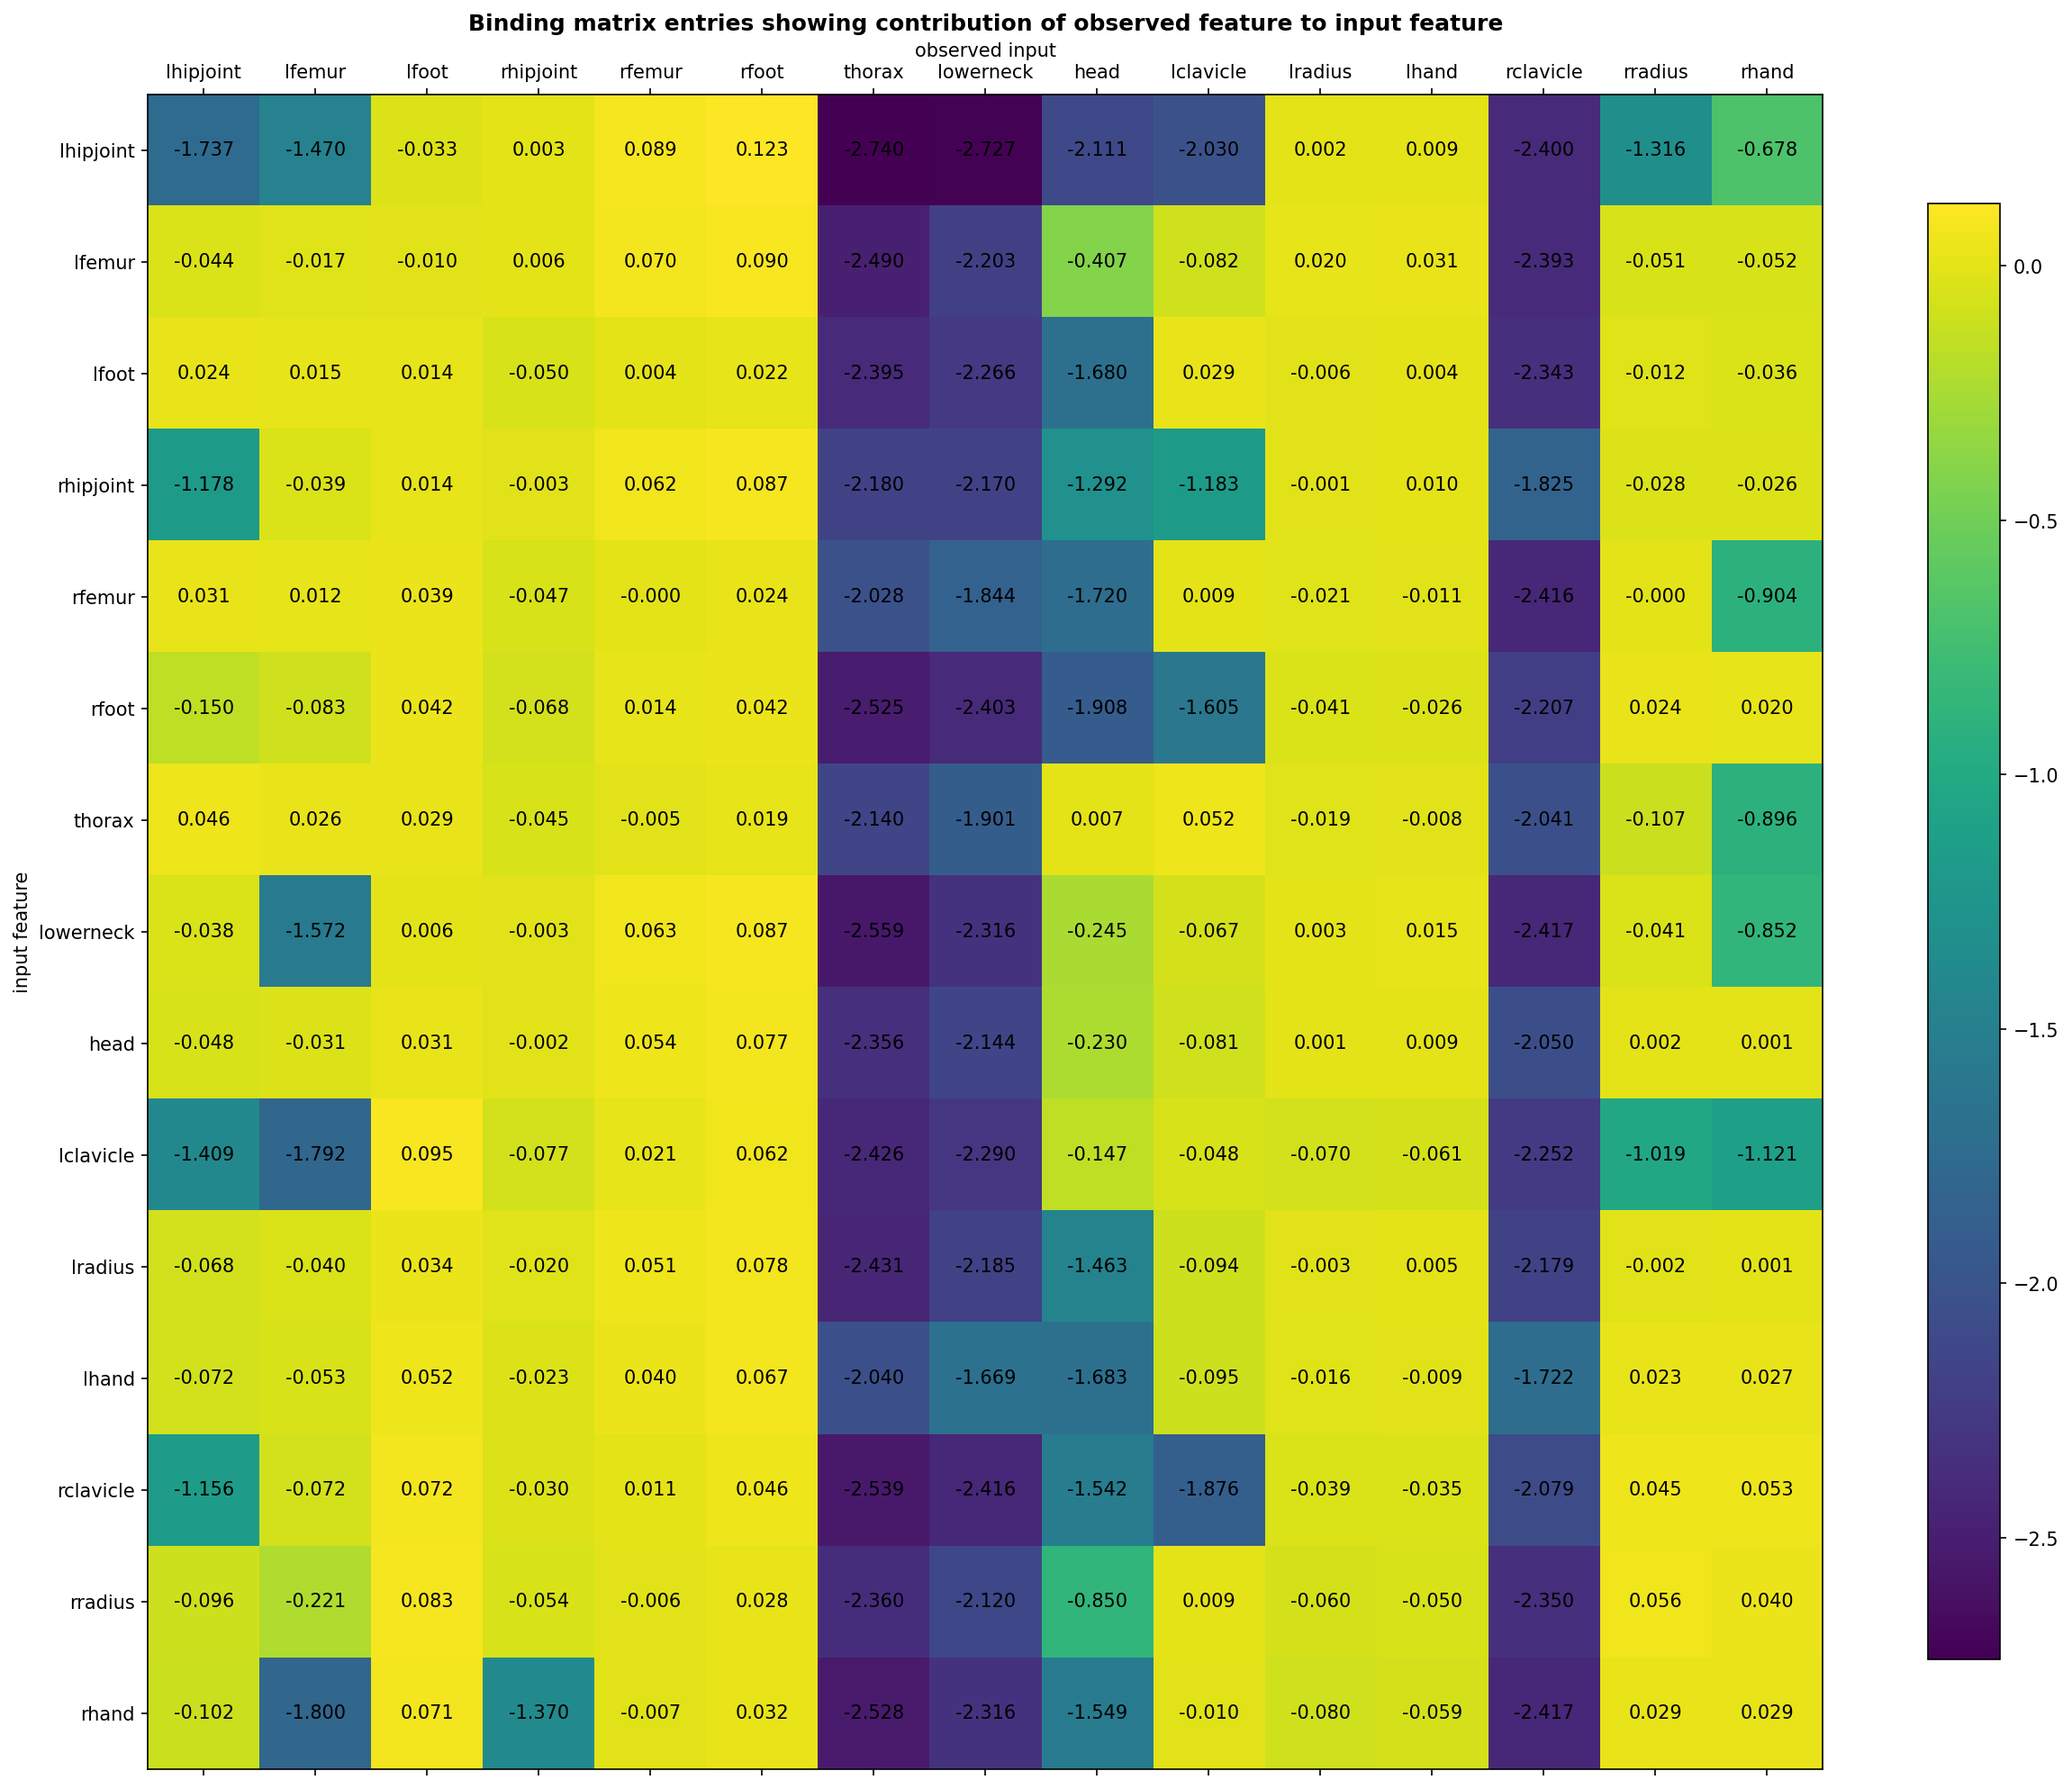 Binding matrix entries showing contribution of observed feature to input feature
observed input
lhipjoint lfemur lfoot rhipjoint rfemur rfoot thorax lowerneck head lclavicle lradius lhand rclavicle rradius rhand
lhipjoint -1.737 -1.470 -0.033 0.003 0.089 0.123 -2.740 -2.727 -2.111 -2.030 0.002 0.009 -2.400 -1.316 -0.678
lfemur -0.044 -0.017 -0.010 0.006 0.070 0.090 -2.490 -2.203 -0.407 -0.082 0.020 0.031 -2.393 -0.051 -0.052
lfoot 0.024 0.015 0.014 -0.050 0.004 0.022 -2.395 -2.266 -1.680 0.029 -0.006 0.004 -2.343 -0.012 -0.036
rhipjoint -1.178 -0.039 0.014 -0.003 0.062 0.087 -2.180 -2.170 -1.292 -1.183 -0.001 0.010 -1.825 -0.028 -0.026
rfemur 0.031 0.012 0.039 -0.047 -0.000 0.024 -2.028 -1.844 -1.720 0.009 -0.021 -0.011 -2.416 -0.000 -0.904
rfoot -0.150 -0.083 0.042 -0.068 0.014 0.042 -2.525 -2.403 -1.908 -1.605 -0.041 -0.026 -2.207 0.024 0.020
thorax 0.046 0.026 0.029 -0.045 -0.005 0.019 -2.140 -1.901 0.007 0.052 -0.019 -0.008 -2.041 -0.107 -0.896
lowerneck -0.038 -1.572 0.006 -0.003 0.063 0.087 -2.559 -2.316 -0.245 -0.067 0.003 0.015 -2.417 -0.041 -0.852
head -0.048 -0.031 0.031 -0.002 0.054 0.077 -2.356 -2.144 -0.230 -0.081 0.001 0.009 -2.050 0.002 0.001
lclavicle -1.409 -1.792 0.095 -0.077 0.021 0.062 -2.426 -2.290 -0.147 -0.048 -0.070 -0.061 -2.252 -1.019 -1.121
lradius -0.068 -0.040 0.034 -0.020 0.051 0.078 -2.431 -2.185 -1.463 -0.094 -0.003 0.005 -2.179 -0.002 0.001
lhand -0.072 -0.053 0.052 -0.023 0.040 0.067 -2.040 -1.669 -1.683 -0.095 -0.016 -0.009 -1.722 0.023 0.027
rclavicle -1.156 -0.072 0.072 -0.030 0.011 0.046 -2.539 -2.416 -1.542 -1.876 -0.039 -0.035 -2.079 0.045 0.053
rradius -0.096 -0.221 0.083 -0.054 -0.006 0.028 -2.360 -2.120 -0.850 0.009 -0.060 -0.050 -2.350 0.056 0.040
rhand -0.102 -1.800 0.071 -1.370 -0.007 0.032 -2.528 -2.316 -1.549 -0.010 -0.080 -0.059 -2.417 0.029 0.029
input feature
0.0
−0.5
−1.0
−1.5
−2.0
−2.5